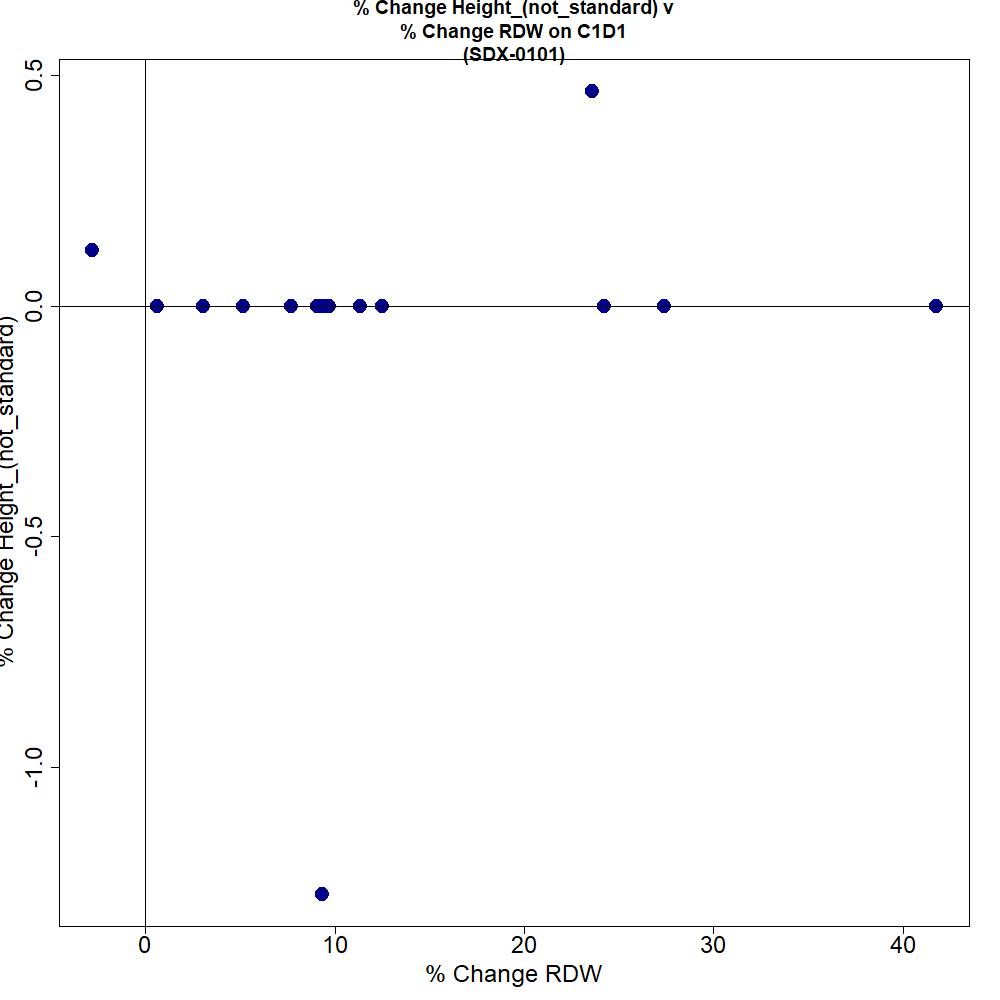 % Change Height_(not_standard) v
% Change RDW on C1D1
(SDX-0101)
% Change Height_(not_standard)
0.5
0.0
-0.5
-1.0
0
10
20
30
40
% Change RDW